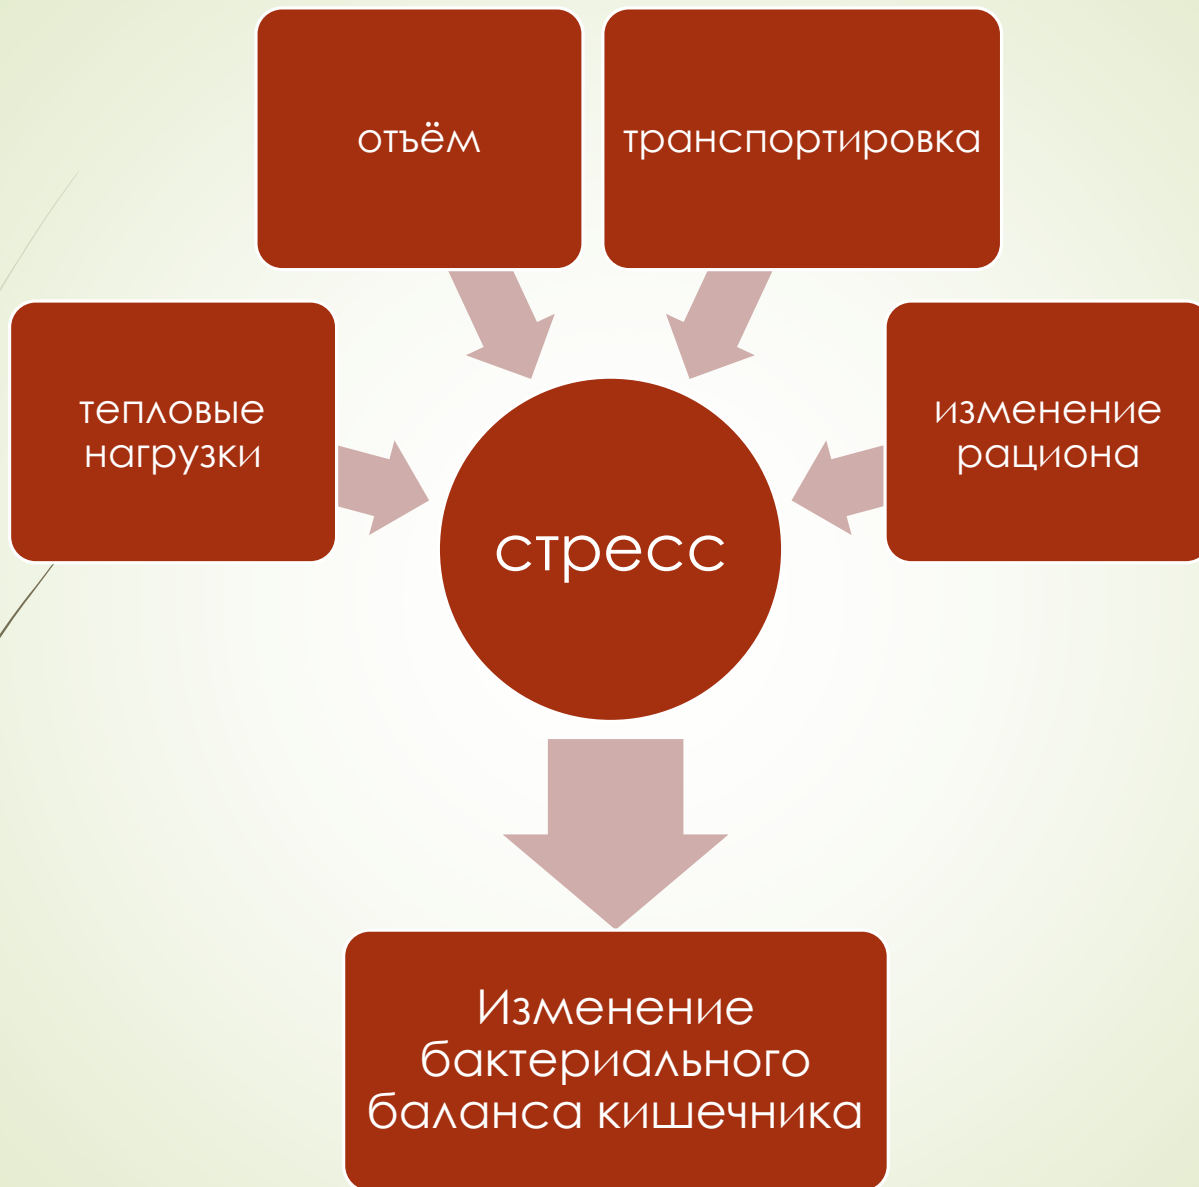 отъём
транспортировка
тепловые
нагрузки
изменение
рациона
стресс
Изменение
бактериального
баланса кишечника